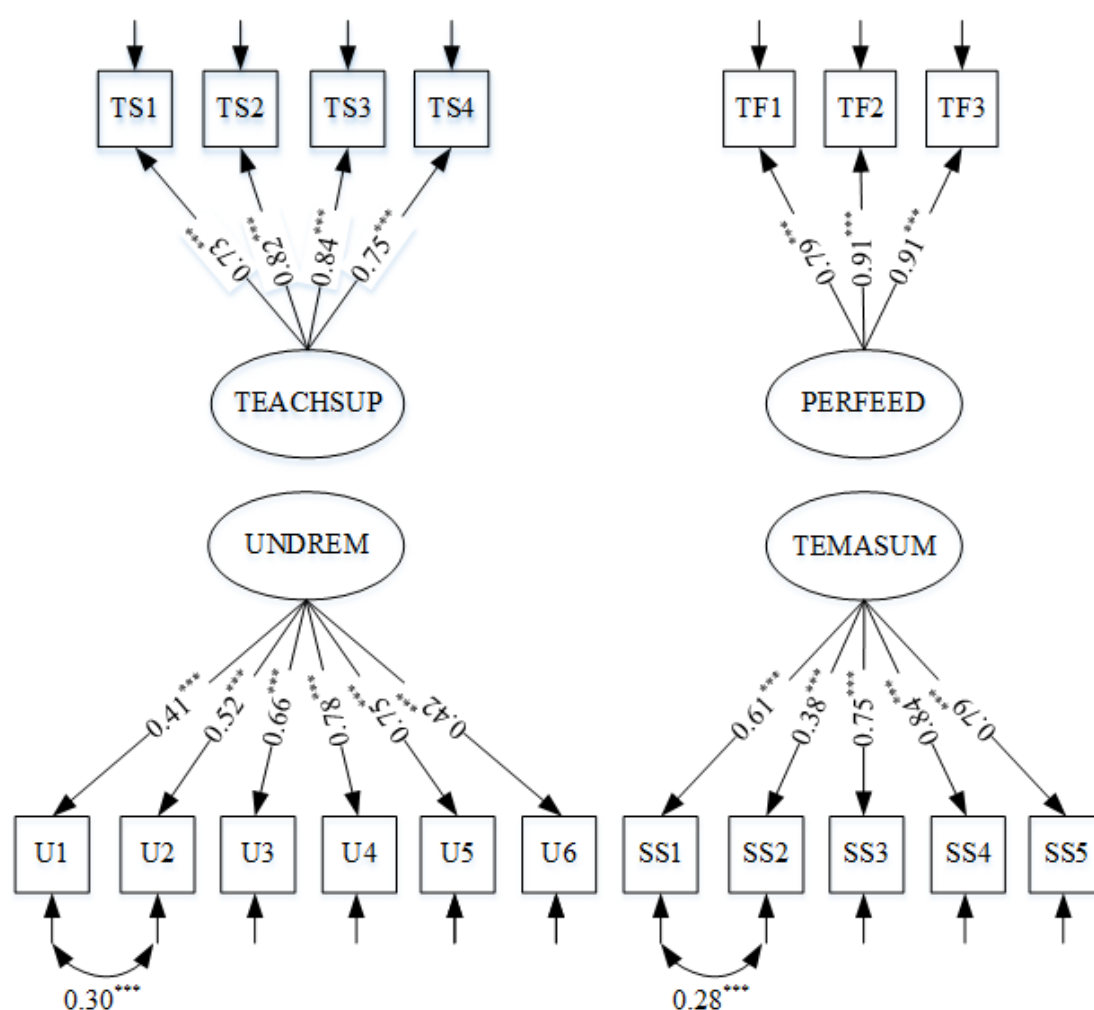 TS1 TS2 TS3 TS4 TF1 TF2 TF3
0.73*** 0.82*** 0.84*** 0.75*** 0.79*** 0.91*** 0.91***
TEACHSUP PERFEED
UNDREM TEMASUM
0.41*** 0.52*** 0.66*** 0.78*** 0.75*** 0.42*** 0.61*** 0.38*** 0.75*** 0.84*** 0.79***
U1 U2 U3 U4 U5 U6 SS1 SS2 SS3 SS4 SS5
0.30*** 0.28***